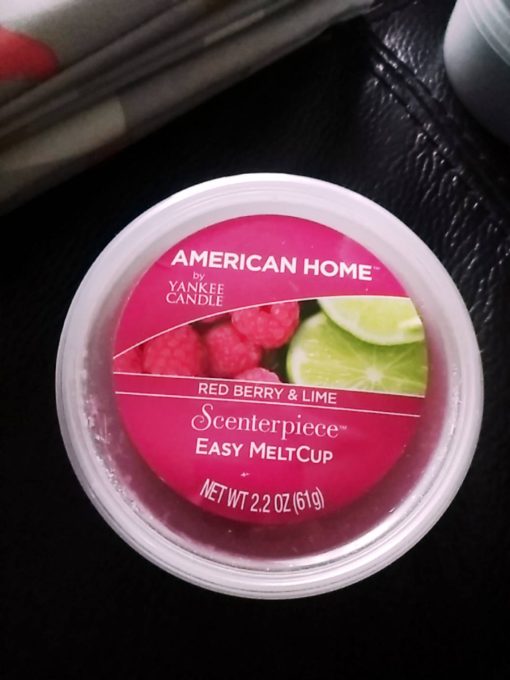 AMERICAN HOME™
by
YANKEE
CANDLE
RED BERRY & LIME
Scenterpiece™
EASY MELTCUP
NET WT 2.2 OZ (61g)